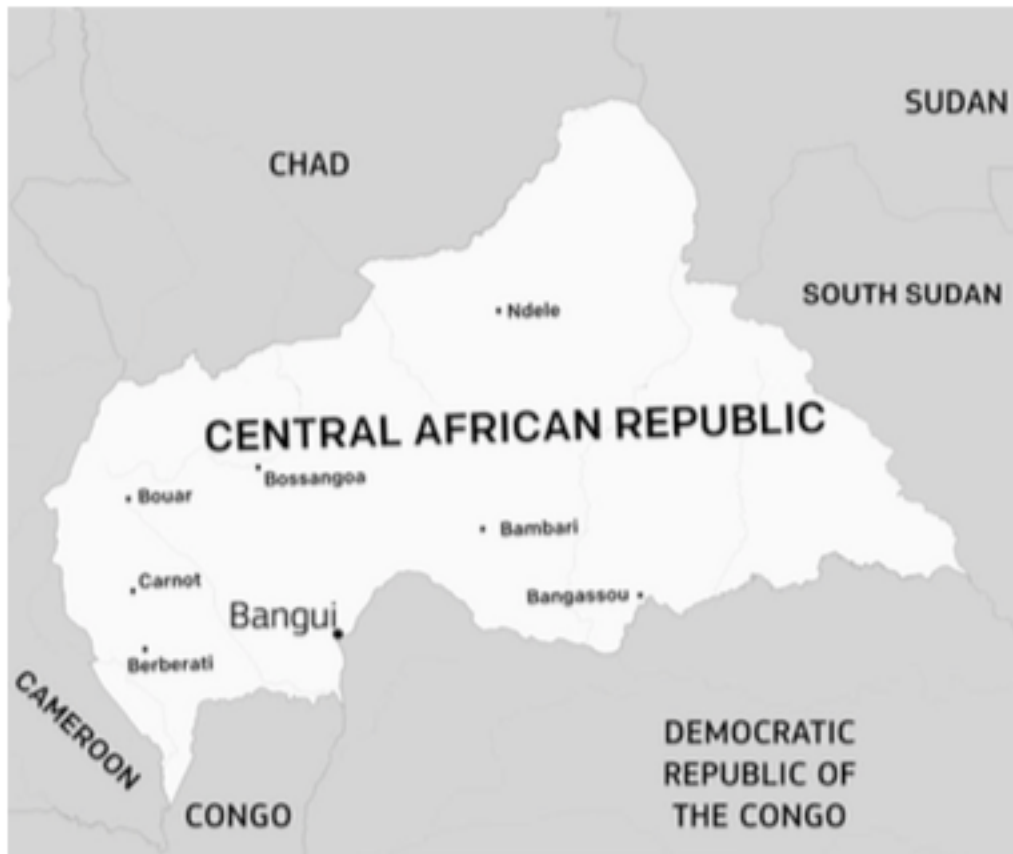 SUDAN
CHAD
SOUTH SUDAN
Ndele
CENTRAL AFRICAN REPUBLIC
Bossangoa
Bouar
Bambari
Carnot
Bangassou
Bangui
Berberati
CAMEROON
DEMOCRATIC
REPUBLIC OF
THE CONGO
CONGO